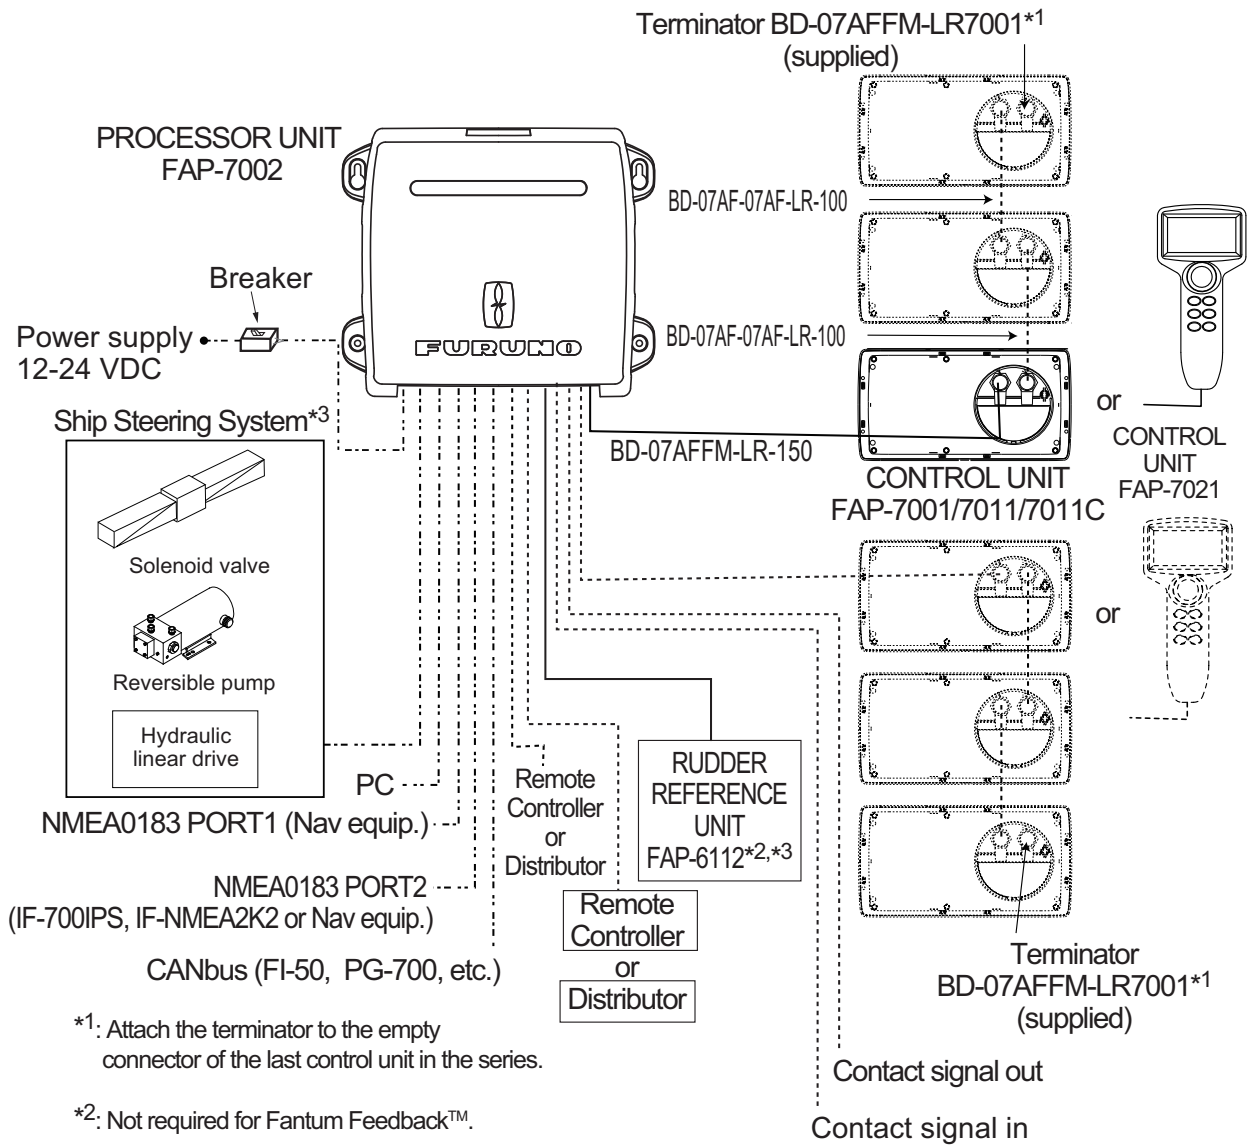 Terminator BD-07AFFM-LR7001*1
(supplied)
PROCESSOR UNIT
FAP-7002
BD-07AF-07AF-LR-100
Breaker
Power supply
12-24 VDC
FURUNO
BD-07AF-07AF-LR-100
Ship Steering System*3
BD-07AFFM-LR-150
or
CONTROL
UNIT
FAP-7021
CONTROL UNIT
FAP-7001/7011/7011C
Solenoid valve
or
Reversible pump
Hydraulic
linear drive
PC
NMEA0183 PORT1 (Nav equip.)
NMEA0183 PORT2
(IF-700IPS, IF-NMEA2K2 or Nav equip.)
CANbus (FI-50, PG-700, etc.)
Remote
Controller
or
Distributor
Remote
Controller
or
Distributor
RUDDER
REFERENCE
UNIT
FAP-6112*2,*3
Terminator
BD-07AFFM-LR7001*1
(supplied)
*1: Attach the terminator to the empty
connector of the last control unit in the series.
Contact signal out
*2: Not required for Fantum Feedback™.
Contact signal in